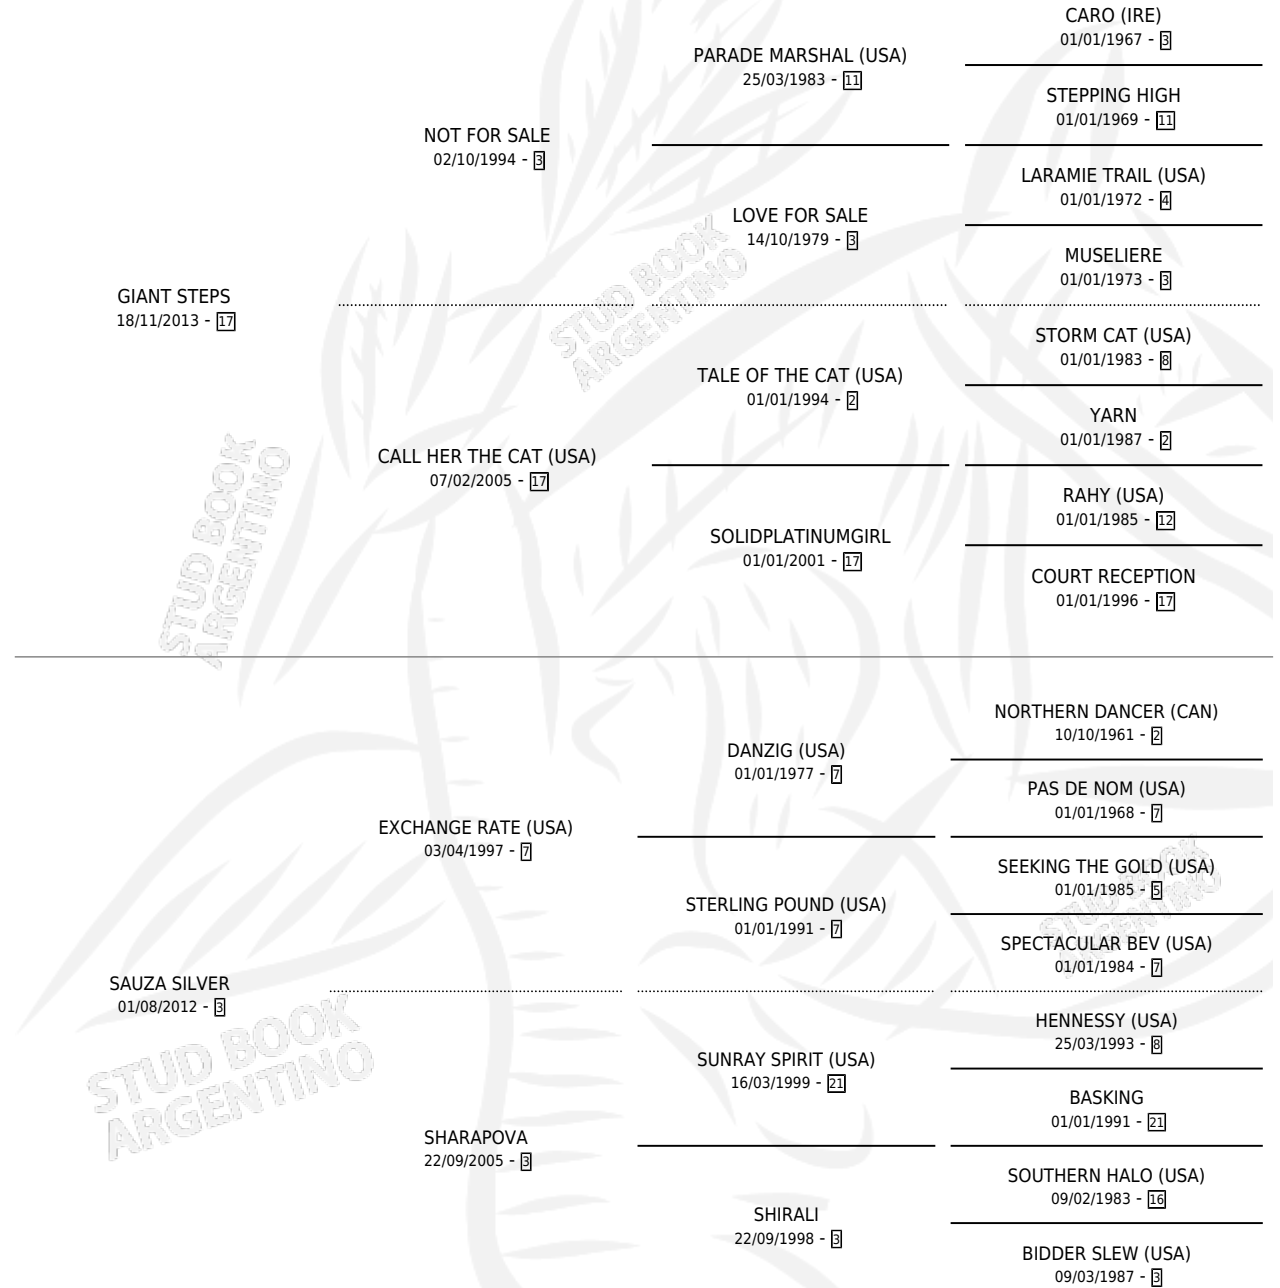 GIANT STEPS
18/11/2013 - 17
NOT FOR SALE
02/10/1994 - 3
CALL HER THE CAT (USA)
07/02/2005 - 17
PARADE MARSHAL (USA)
25/03/1983 - 11
LOVE FOR SALE
14/10/1979 - 3
TALE OF THE CAT (USA)
01/01/1994 - 2
SOLIDPLATINUMGIRL
01/01/2001 - 17
CARO (IRE)
01/01/1967 - 3
STEPPING HIGH
01/01/1969 - 11
LARAMIE TRAIL (USA)
01/01/1972 - 4
MUSELIERE
01/01/1973 - 3
STORM CAT (USA)
01/01/1983 - 8
YARN
01/01/1987 - 2
RAHY (USA)
01/01/1985 - 12
COURT RECEPTION
01/01/1996 - 17
SAUZA SILVER
01/08/2012 - 3
EXCHANGE RATE (USA)
03/04/1997 - 7
SHARAPOVA
22/09/2005 - 3
DANZIG (USA)
01/01/1977 - 7
STERLING POUND (USA)
01/01/1991 - 7
SUNRAY SPIRIT (USA)
16/03/1999 - 21
SHIRALI
22/09/1998 - 3
NORTHERN DANCER (CAN)
10/10/1961 - 2
PAS DE NOM (USA)
01/01/1968 - 7
SEEKING THE GOLD (USA)
01/01/1985 - 5
SPECTACULAR BEV (USA)
01/01/1984 - 7
HENNESSY (USA)
25/03/1993 - 8
BASKING
01/01/1991 - 21
SOUTHERN HALO (USA)
09/02/1983 - 16
BIDDER SLEW (USA)
09/03/1987 - 3
STUD BOOK
ARGENTINO
STUD BOOK
ARGENTINO
STUD BOOK
ARGENTINO
STUD BOOK
ARGENTINO